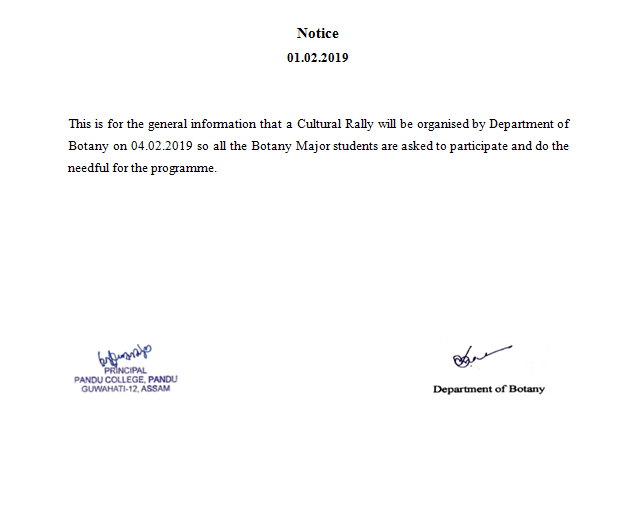 Notice
01.02.2019
This is for the general information that a Cultural Rally will be organised by Department of
Botany on 04.02.2019 so all the Botany Major students are asked to participate and do the
needful for the programme.
PRINCIPAL
PANDU COLLEGE, PANDU
GUWAHATI-12, ASSAM
Department of Botany